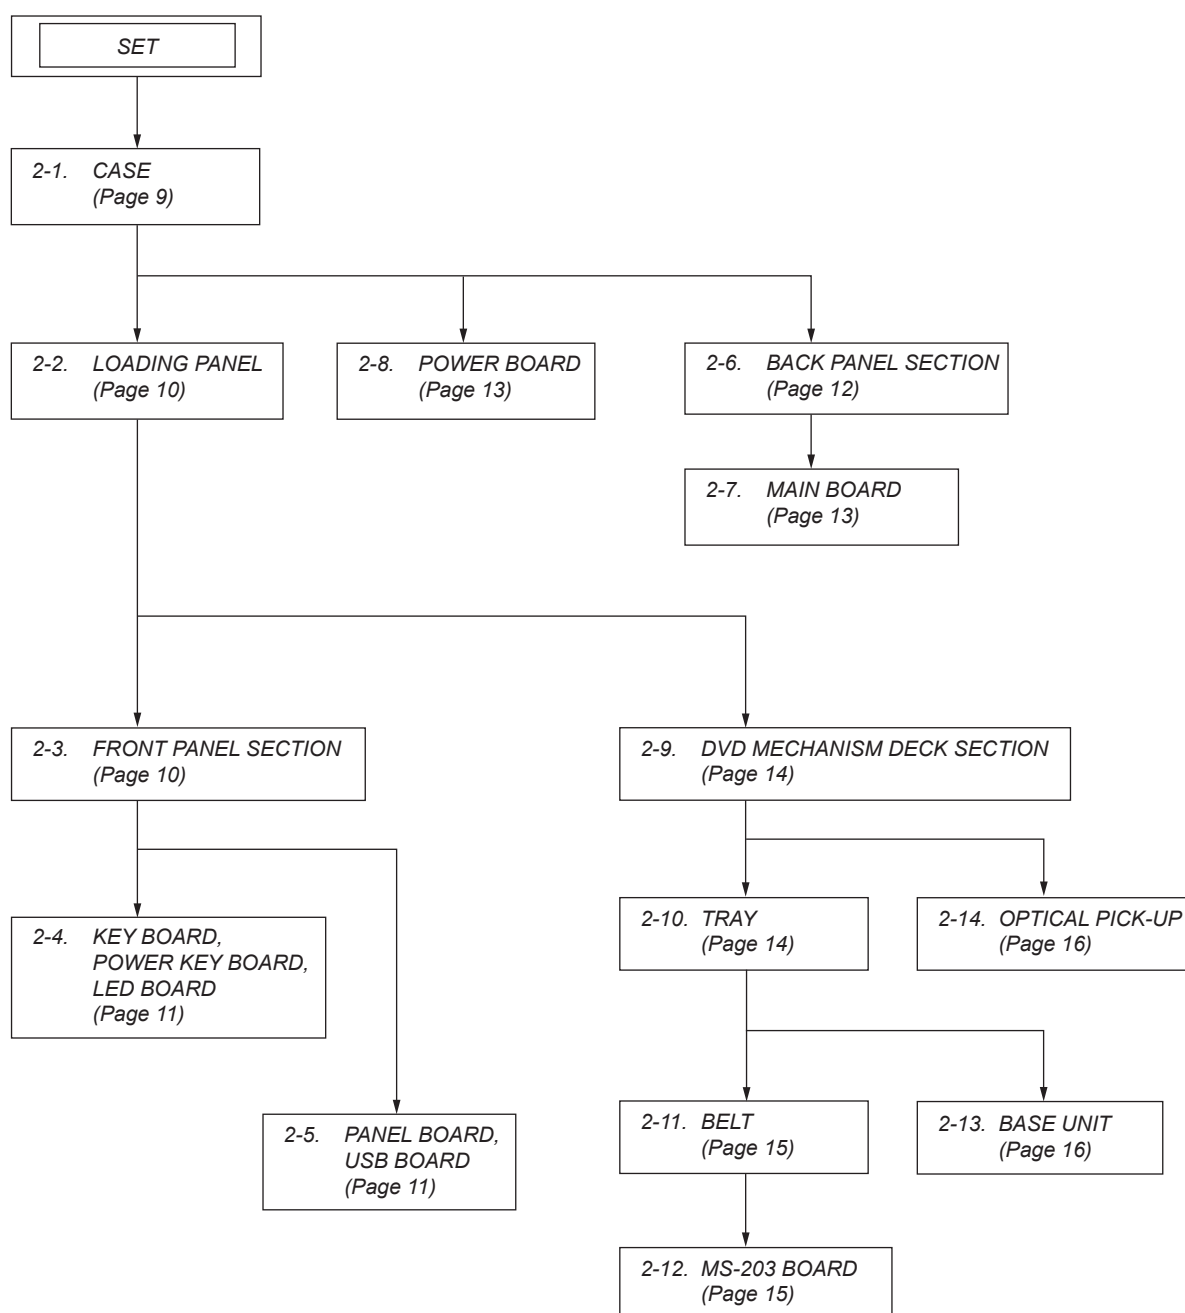 SET
2-1. CASE
(Page 9)
2-2. LOADING PANEL
(Page 10)
2-8. POWER BOARD
(Page 13)
2-6. BACK PANEL SECTION
(Page 12)
2-7. MAIN BOARD
(Page 13)
2-3. FRONT PANEL SECTION
(Page 10)
2-9. DVD MECHANISM DECK SECTION
(Page 14)
2-4. KEY BOARD,
POWER KEY BOARD,
LED BOARD
(Page 11)
2-10. TRAY
(Page 14)
2-14. OPTICAL PICK-UP
(Page 16)
2-5. PANEL BOARD,
USB BOARD
(Page 11)
2-11. BELT
(Page 15)
2-13. BASE UNIT
(Page 16)
2-12. MS-203 BOARD
(Page 15)